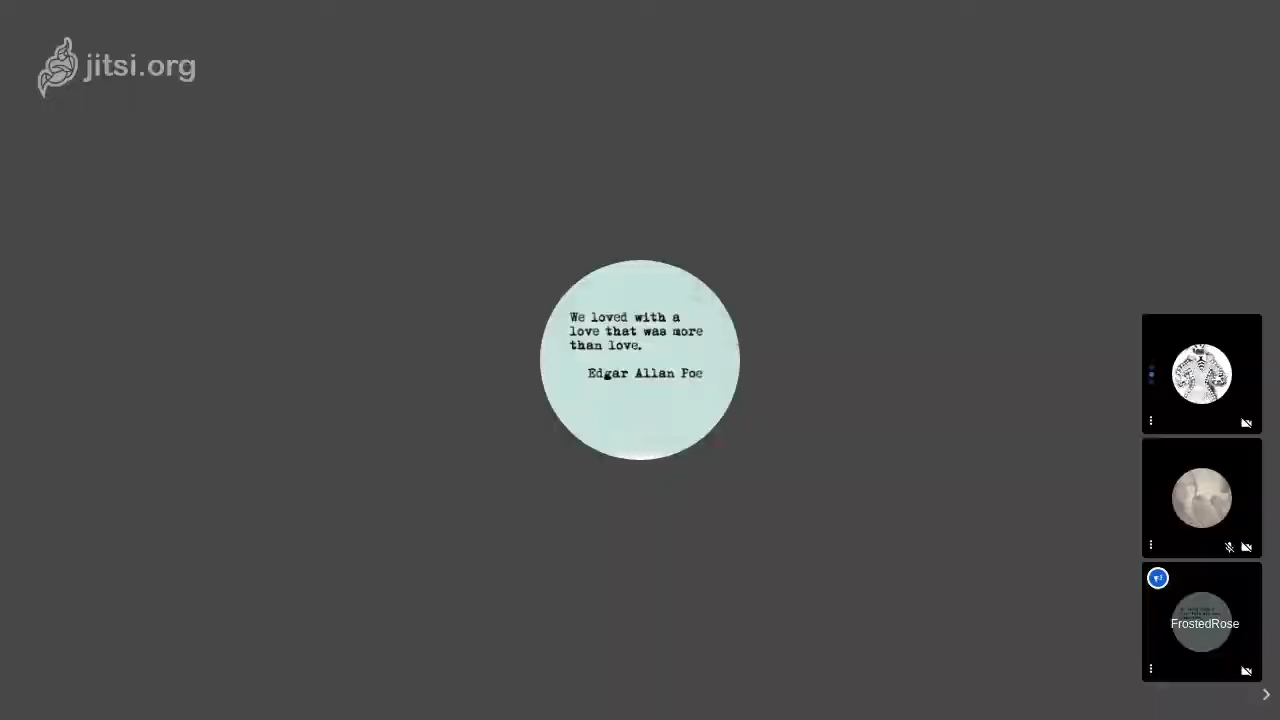 jitsi.org
We loved with a
love that was more
than love.
Edgar Allan Poe
FrostedRose